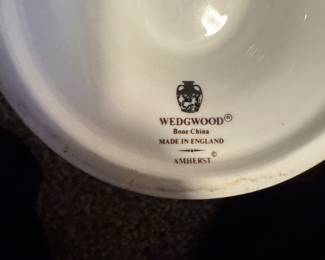 WEDGWOOD®
Bone China
MADE IN ENGLAND
©
AMHERST